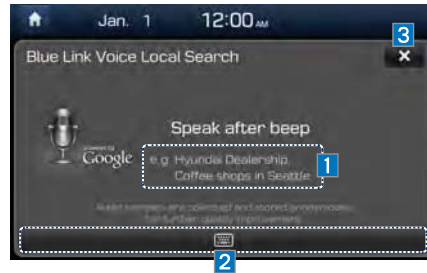 Jan. 1 12:00 AM
3
Blue Link Voice Local Search
Speak after beep
powered by
Google
e.g. Hyundai Dealership,
Coffee shops in Seattle
1
Audio samples are collected and stored anonymously
for further quality improvement.
2